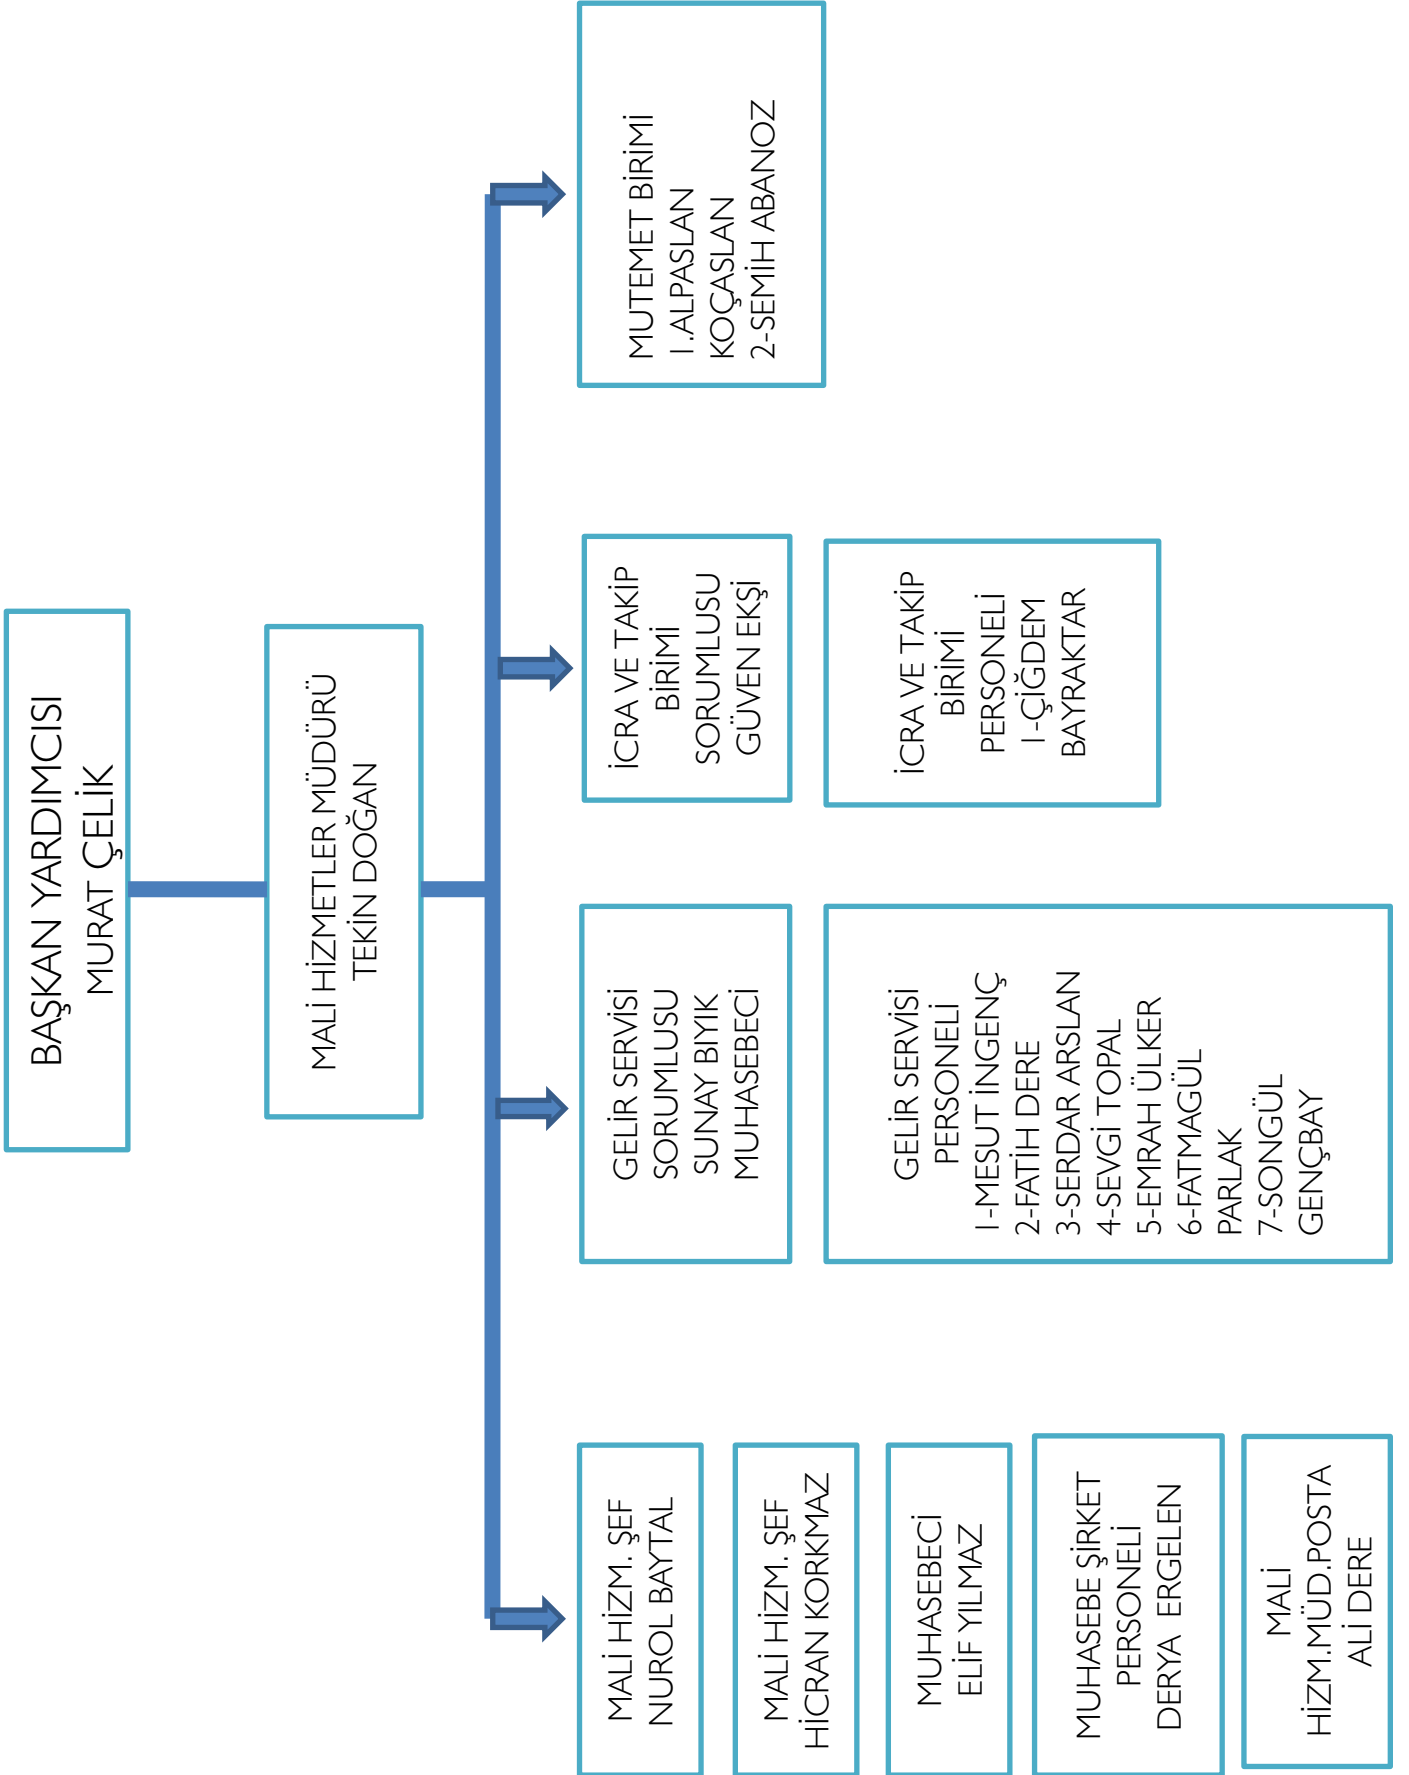 BAŞKAN YARDIMCISI
MURAT ÇELİK
MALİ HİZMETLER MÜDÜRÜ
TEKİN DOĞAN
MALİ HİZM. ŞEF
NUROL BAYTAL
MALİ HİZM. ŞEF
HİCRAN KORKMAZ
MUHASEBECİ
ELİF YILMAZ
MUHASEBE ŞİRKET
PERSONELİ
DERYA ERGELEN
MALİ
HİZM.MÜD.POSTA
ALİ DERE
GELİR SERVİSİ
SORUMLUSU
SUNAY BIYIK
MUHASEBECİ
GELİR SERVİSİ
PERSONELİ
1-MESUT İNGENÇ
2-FATİH DERE
3-SERDAR ARSLAN
4-SEVGİ TOPAL
5-EMRAH ÜLKER
6-FATMAGÜL
PARLAK
7-SONGÜL
GENÇBAY
İCRA VE TAKİP
BİRİMİ
SORUMLUSU
GÜVEN EKŞİ
İCRA VE TAKİP
BİRİMİ
PERSONELİ
1-ÇİĞDEM
BAYRAKTAR
MUTEMET BİRİMİ
1.ALPASLAN
KOÇASLAN
2-SEMİH ABANOZ